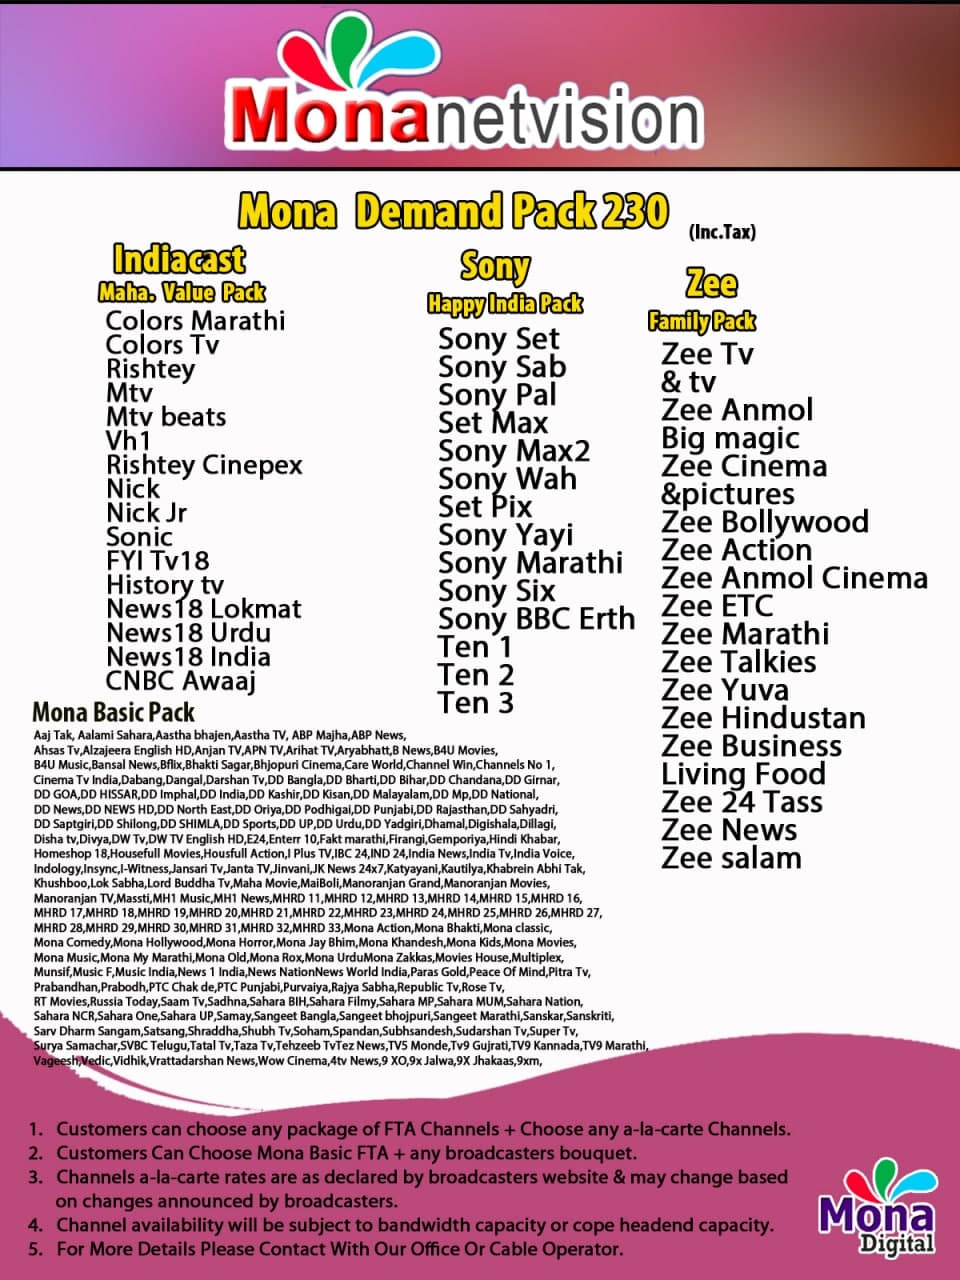 Mona netvision
Mona Demand Pack 230
(Inc.Tax)
Indiacast
Maha. Value Pack
Colors Marathi
Colors Tv
Rishtey
Mtv
Mtv beats
Vh1
Rishtey Cinepex
Nick
Nick Jr
Sonic
FYI Tv18
History tv
News18 Lokmat
News18 Urdu
News18 India
CNBC Awaaj
Sony
Happy India Pack
Sony Set
Sony Sab
Sony Pal
Set Max
Sony Max2
Sony Wah
Set Pix
Sony Yayi
Sony Marathi
Sony Six
Sony BBC Erth
Ten 1
Ten 2
Ten 3
Zee
Family Pack
Zee Tv
& tv
Zee Anmol
Big magic
Zee Cinema
&pictures
Zee Bollywood
Zee Action
Zee Anmol Cinema
Zee ETC
Zee Marathi
Zee Talkies
Zee Yuva
Zee Hindustan
Zee Business
Living Food
Zee 24 Tass
Zee News
Zee salam
Mona Basic Pack
Aaj Tak, Aalami Sahara,Aastha bhajen,Aastha TV, ABP Majha,ABP News,
Ahsas Tv,Alzajeera English HD,Anjan TV,APN TV,Arihat TV,Aryabhatt,B News,B4U Movies,
B4U Music,Bansal News,Bflix,Bhakti Sagar,Bhjopuri Cinema,Care World,Channel Win,Channels No 1,
Cinema Tv India,Dabang,Dangal,Darshan Tv,DD Bangla,DD Bharti,DD Bihar,DD Chandana,DD Girnar,
DD GOA,DD HISSAR,DD Imphal,DD India,DD Kashir,DD Kisan,DD Malayalam,DD Mp,DD National,
DD News,DD NEWS HD,DD North East,DD Oriya,DD Podhigai,DD Punjabi,DD Rajasthan,DD Sahyadri,
DD Saptgiri,DD Shilong,DD SHIMLA,DD Sports,DD UP,DD Urdu,DD Yadgiri,Dhamal,Digishala,Dillagi,
Disha tv,Divya,DW Tv,DW TV English HD,E24,Enterr 10,Fakt marathi,Firangi,Gemporiya,Hindi Khabar,
Homeshop 18,Housefull Movies,Housfull Action,I Plus TV,IBC 24,IND 24,India News,India Tv,India Voice,
Indology,Insync,I-Witness,Jansari Tv,Janta TV,Jinvani,JK News 24x7,Katyayani,Kautilya,Khabrein Abhi Tak,
Khushboo,Lok Sabha,Lord Buddha Tv,Maha Movie,MaiBoli,Manoranjan Grand,Manoranjan Movies,
Manoranjan TV,Massti,MH1 Music,MH1 News,MHRD 11,MHRD 12,MHRD 13,MHRD 14,MHRD 15,MHRD 16,
MHRD 17,MHRD 18,MHRD 19,MHRD 20,MHRD 21,MHRD 22,MHRD 23,MHRD 24,MHRD 25,MHRD 26,MHRD 27,
MHRD 28,MHRD 29,MHRD 30,MHRD 31,MHRD 32,MHRD 33,Mona Action,Mona Bhakti,Mona classic,
Mona Comedy,Mona Hollywood,Mona Horror,Mona Jay Bhim,Mona Khandesh,Mona Kids,Mona Movies,
Mona Music,Mona My Marathi,Mona Old,Mona Rox,Mona UrduMona Zakkas,Movies House,Multiplex,
Munsif,Music F,Music India,News 1 India,News NationNews World India,Paras Gold,Peace Of Mind,Pitra Tv,
Prabandhan,Prabodh,PTC Chak de,PTC Punjabi,Purvaiya,Rajya Sabha,Republic Tv,Rose Tv,
RT Movies,Russia Today,Saam Tv,Sadhna,Sahara BIH,Sahara Filmy,Sahara MP,Sahara MUM,Sahara Nation,
Sahara NCR,Sahara One,Sahara UP,Samay,Sangeet Bangla,Sangeet bhojpuri,Sangeet Marathi,Sanskar,Sanskriti,
Sarv Dharm Sangam,Satsang,Shraddha,Shubh Tv,Soham,Spandan,Subhsandesh,Sudarshan Tv,Super Tv,
Surya Samachar,SVBC Telugu,Tatal Tv,Taza Tv,Tehzeeb TvTez News,TV5 Monde,Tv9 Gujrati,TV9 Kannada,TV9 Marathi,
Vageesh,Vedic,Vidhik,Vrattadarshan News,Wow Cinema,4tv News,9 XO,9x Jalwa,9X Jhakaas,9xm,
1. Customers can choose any package of FTA Channels + Choose any a-la-carte Channels.
2. Customers Can Choose Mona Basic FTA + any broadcasters bouquet.
3. Channels a-la-carte rates are as declared by broadcasters website & may change based
on changes announced by broadcasters.
4. Channel availability will be subject to bandwidth capacity or cope headend capacity.
5. For More Details Please Contact With Our Office Or Cable Operator.
Mona
Digital